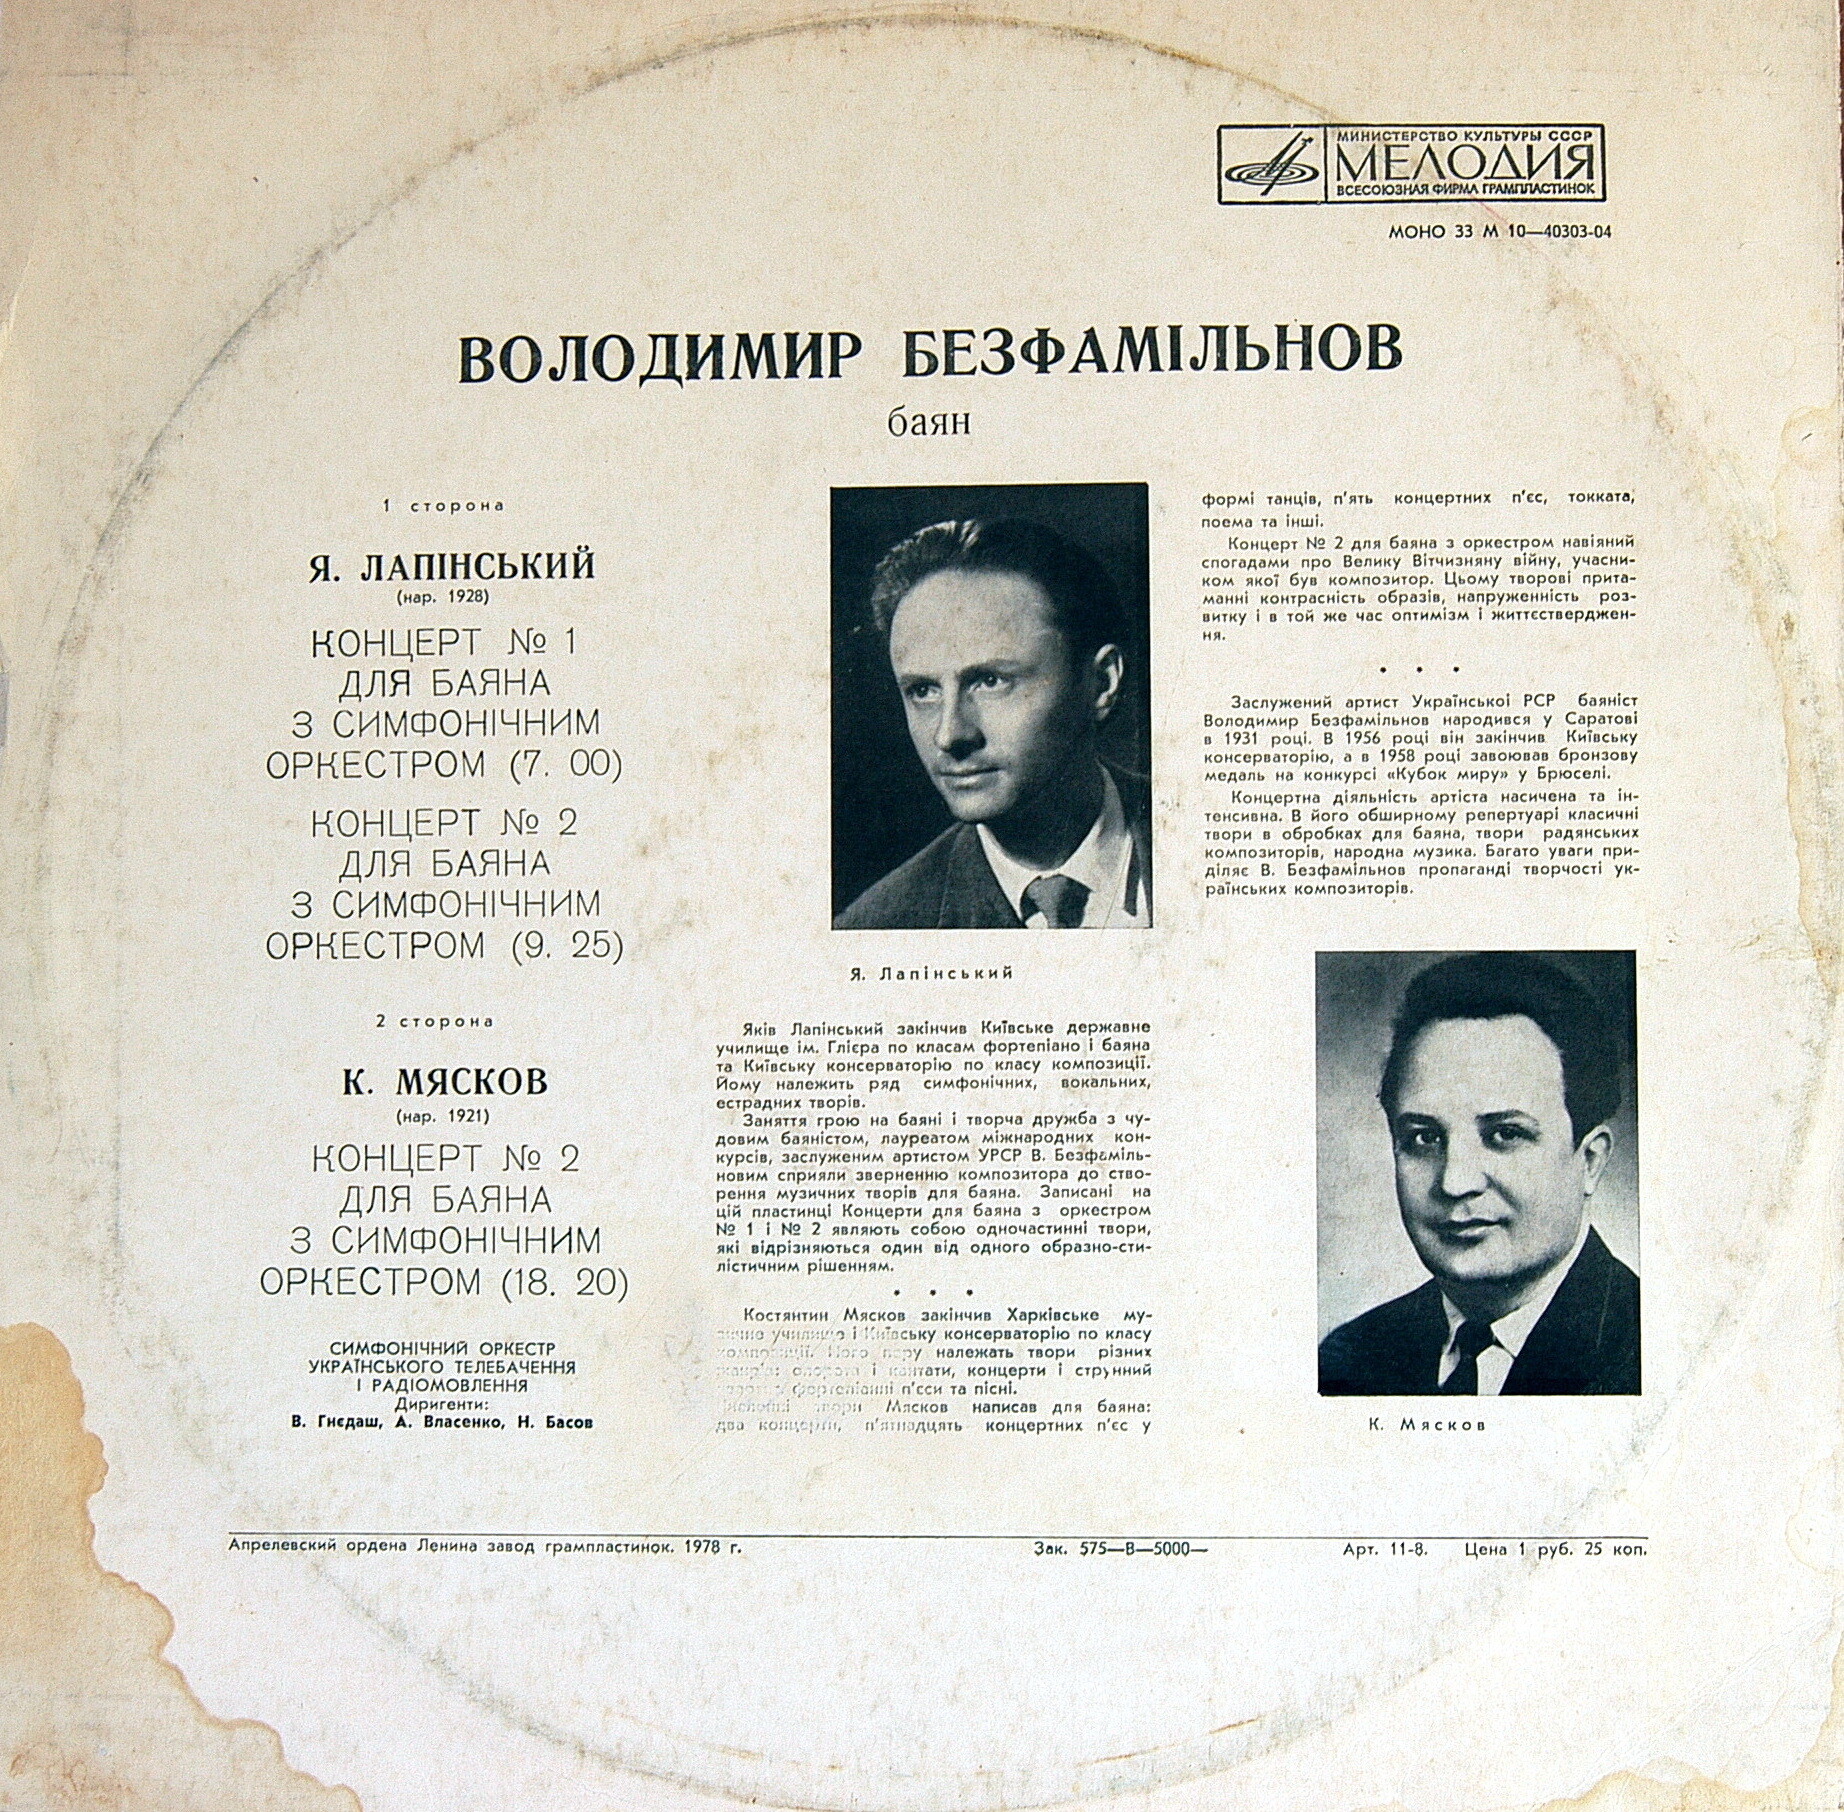 МИНИСТЕРСТВО КУЛЬТУРЫ СССР
МЕЛОДИЯ
ВСЕСОЮЗНАЯ ФИРМА ГРАМПЛАСТИНОК
МОНО 33 М 10—40303-04
ВОЛОДИМИР БЕЗФАМІЛЬНОВ
баян
1 сторона
Я. ЛАПІНСЬКИЙ
(нар. 1928)
КОНЦЕРТ № 1
ДЛЯ БАЯНА
З СИМФОНІЧНИМ
ОРКЕСТРОМ (7. 00)
КОНЦЕРТ № 2
ДЛЯ БАЯНА
З СИМФОНІЧНИМ
ОРКЕСТРОМ (9. 25)
2 сторона
К. МЯСКОВ
(нар. 1921)
КОНЦЕРТ № 2
ДЛЯ БАЯНА
З СИМФОНІЧНИМ
ОРКЕСТРОМ (18. 20)
СИМФОНІЧНИЙ ОРКЕСТР
УКРАЇНСЬКОГО ТЕЛЕБАЧЕННЯ
І РАДІОМОВЛЕННЯ
Диригенти:
В. Гнєдаш, А. Власенко, Н. Басов
Я. Лапінський
Яків Лапінський закінчив Київське державне
училище ім. Глієра по класам фортепіано і баяна
та Київську консерваторію по класу композиції.
Йому належить ряд симфонічних, вокальних,
естрадних творів.
Заняття грою на баяні і творча дружба з чу-
довим баяністом, лауреатом міжнародних кон-
курсів, заслуженим артистом УРСР В. Безфаміль-
новим сприяли зверненню композитора до ство-
рення музичних творів для баяна. Записані на
цій пластинці Концерти для баяна з оркестром
№ 1 і № 2 являють собою одночастинні твори,
які відрізняються один від одного образно-сти-
лістичним рішенням.
• • •
Костянтин Мясков закінчив Харківське му-
зичне училище і Київську консерваторію по класу
композиції. Його перу належать твори різних
жанрів: і кантати, концерти і струнний
фортепіанні п'єси та пісні.
твори Мясков написав для баяна:
два концерти, п'ятнадцять концертних п'єс у
формі танців, п'ять концертних п'єс, токката,
поема та інші.
Концерт № 2 для баяна з оркестром навіяний
спогадами про Велику Вітчизняну війну, учасни-
ком якої був композитор. Цьому творові прита-
манні контрасність образів, напруженність роз-
витку і в той же час оптимізм і життєствержден-
ня.
• • •
Заслужений артист Української РСР баяніст
Володимир Безфамільнов народився у Саратові
в 1931 році. В 1956 році він закінчив Київську
консерваторію, а в 1958 році завоював бронзову
медаль на конкурсі «Кубок миру» у Брюселі.
Концертна діяльність артіста насичена та ін-
тенсивна. В його обширному репертуарі класичні
твори в обробках для баяна, твори радянських
композиторів, народна музика. Багато уваги при-
діляє В. Безфамільнов пропаганді творчості ук-
раїнських композиторів.
К. Мясков
Апрелевский ордена Ленина завод грампластинок. 1978 г.
Зак. 575—В—5000—
Арт. 11-8. Цена 1 руб. 25 коп.